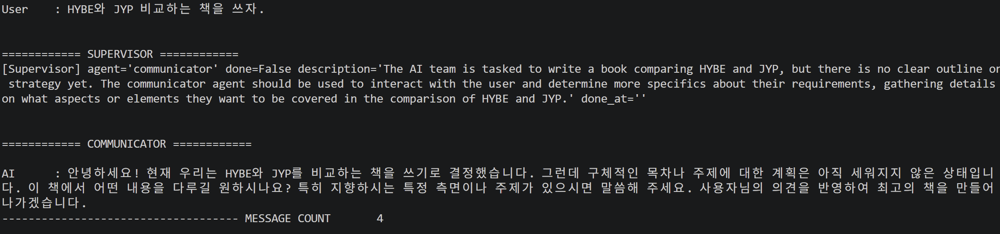 User    : HYBE와 JYP 비교하는 책을 쓰자.
============ SUPERVISOR ============
[Supervisor] agent='communicator' done=False description='The AI team is tasked to write a book comparing HYBE and JYP, but there is no clear outline or
 strategy yet. The communicator agent should be used to interact with the user and determine more specifics about their requirements, gathering details
on what aspects or elements they want to be covered in the comparison of HYBE and JYP.' done_at=''
============ COMMUNICATOR ============
AI      : 안녕하세요! 현재 우리는 HYBE와 JYP를 비교하는 책을 쓰기로 결정했습니다. 그런데 구체적인 목차나 주제에 대한 계획은 아직 세워지지 않은 상태입니
다. 이 책에서 어떤 내용을 다루길 원하시나요? 특히 지향하시는 특정 측면이나 주제가 있으시면 말씀해 주세요. 사용자님의 의견을 반영하여 최고의 책을 만들어
나가겠습니다.
------------------------------------ MESSAGE COUNT       4